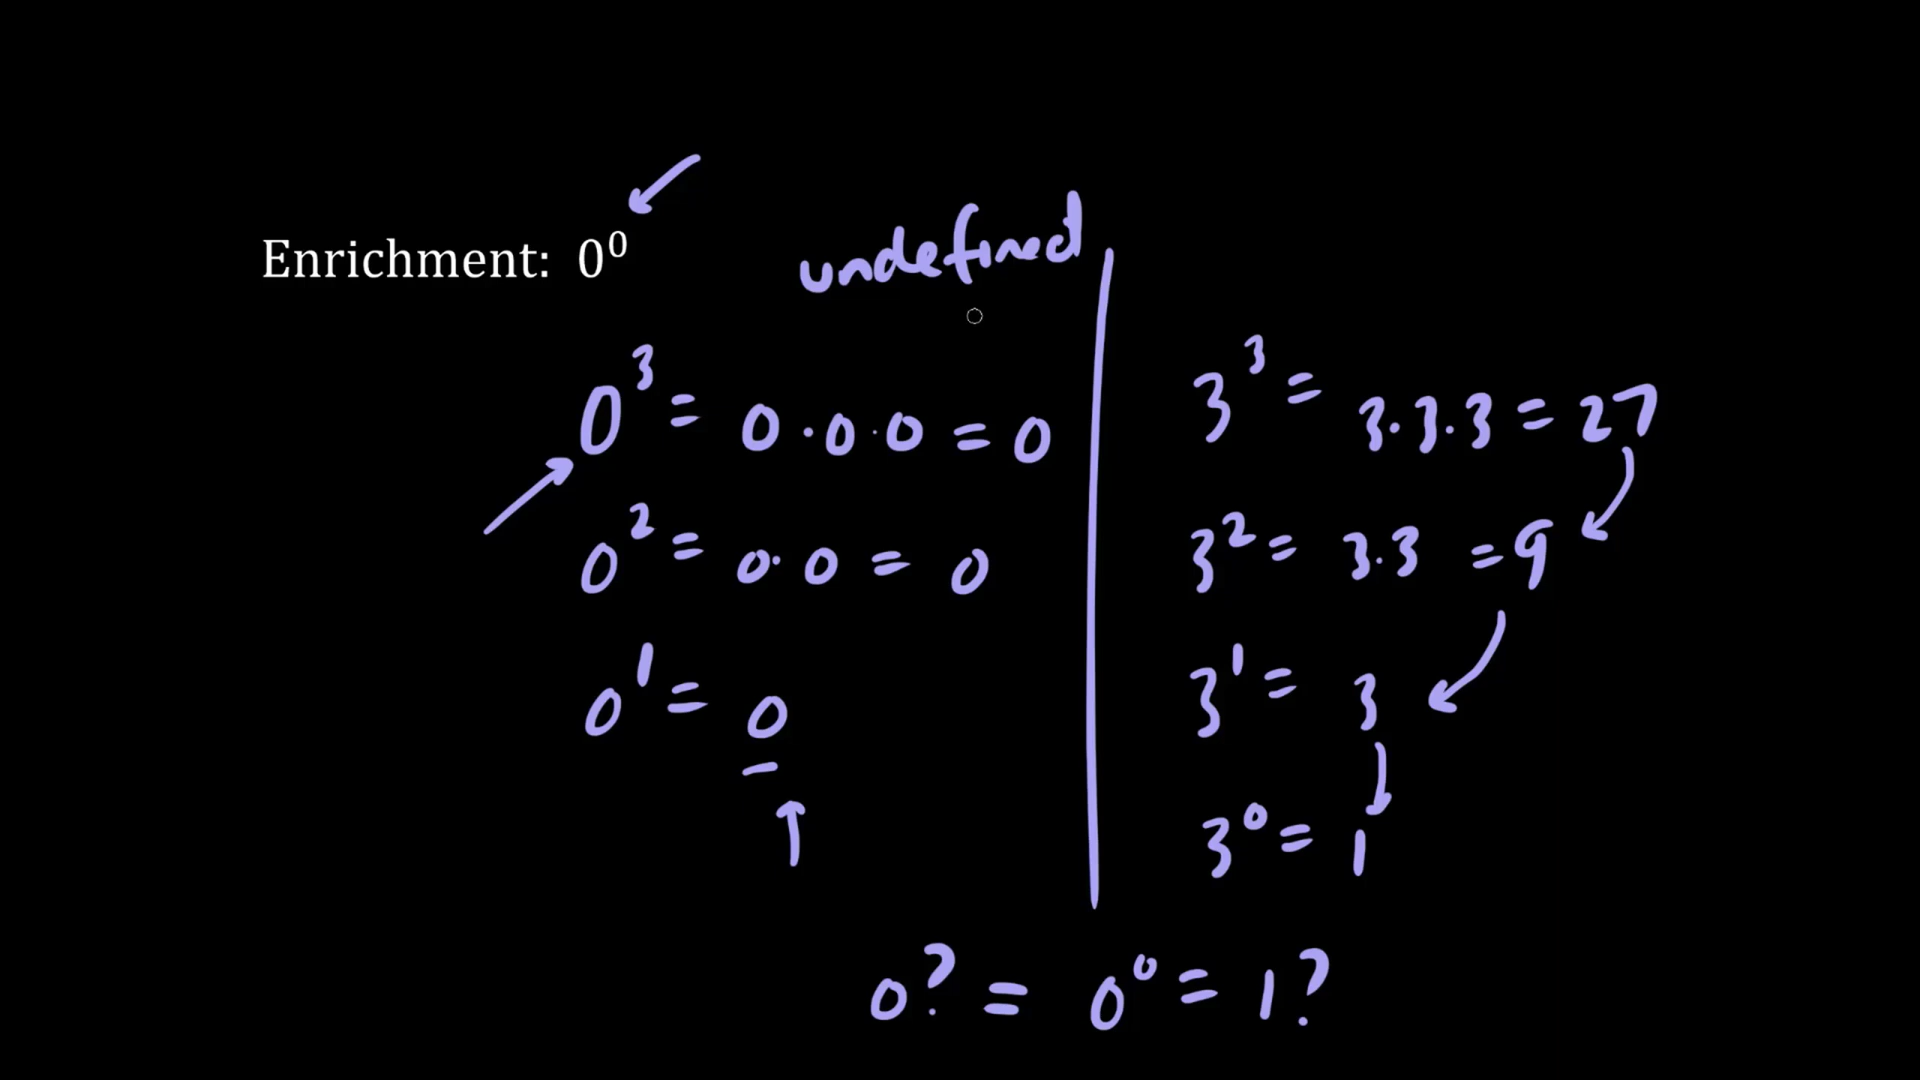 Enrichment: 0⁰
undefined
0³ = 0 · 0 · 0 = 0
0² = 0 · 0 = 0
0¹ = 0
3³ = 3 · 3 · 3 = 27
3² = 3 · 3 = 9
3¹ = 3
3⁰ = 1
0? = 0⁰ = 1?